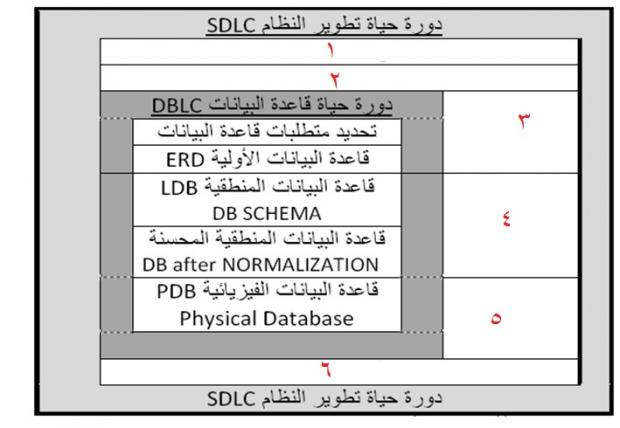 دورة حياة تطوير النظام SDLC
١
٢
دورة حياة قاعدة البيانات DBLC
٣
تحديد متطلبات قاعدة البيانات
قاعدة البيانات الأولية ERD
قاعدة البيانات المنطقية LDB
DB SCHEMA
٤
قاعدة البيانات المنطقية المحسنة
DB after NORMALIZATION
قاعدة البيانات الفيزيائية PDB
Physical Database
٥
٦
دورة حياة تطوير النظام SDLC